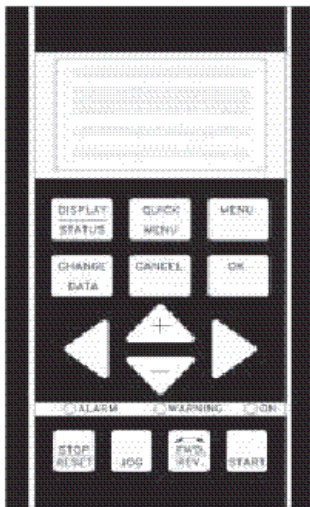 DISPLAY
STATUS
QUICK
MENU
MENU
CHANGE
DATA
CANCEL
OK
+
−
ALARM
WARNING
ON
STOP
RESET
JOG
FWD.
REV.
START